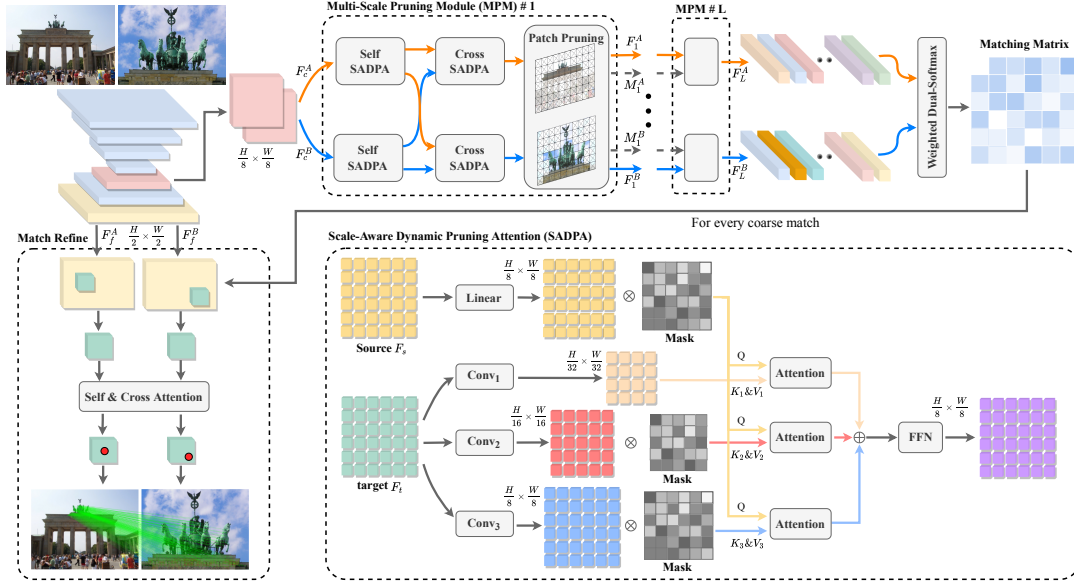 Multi-Scale Pruning Module (MPM) # 1
MPM # L
Self
SADPA
Cross
SADPA
Patch Pruning
Self
SADPA
Cross
SADPA
F_c^A
F_c^B
H/8 × W/8
F_1^A
M_1^A
M_1^B
F_1^B
F_L^A
F_L^B
Weighted Dual-Softmax
Matching Matrix
For every coarse match
Match Refine
F_f^A
H/2 × W/2
F_f^B
Self & Cross Attention
Scale-Aware Dynamic Pruning Attention (SADPA)
Source F_s
Linear
H/8 × W/8
⊗
Mask
target F_t
Conv_1
H/32 × W/32
Conv_2
H/16 × W/16
⊗
Mask
Conv_3
H/8 × W/8
⊗
Mask
Q
K_1&V_1
Attention
Q
K_2&V_2
Attention
Q
K_3&V_3
Attention
⊕
FFN
H/8 × W/8